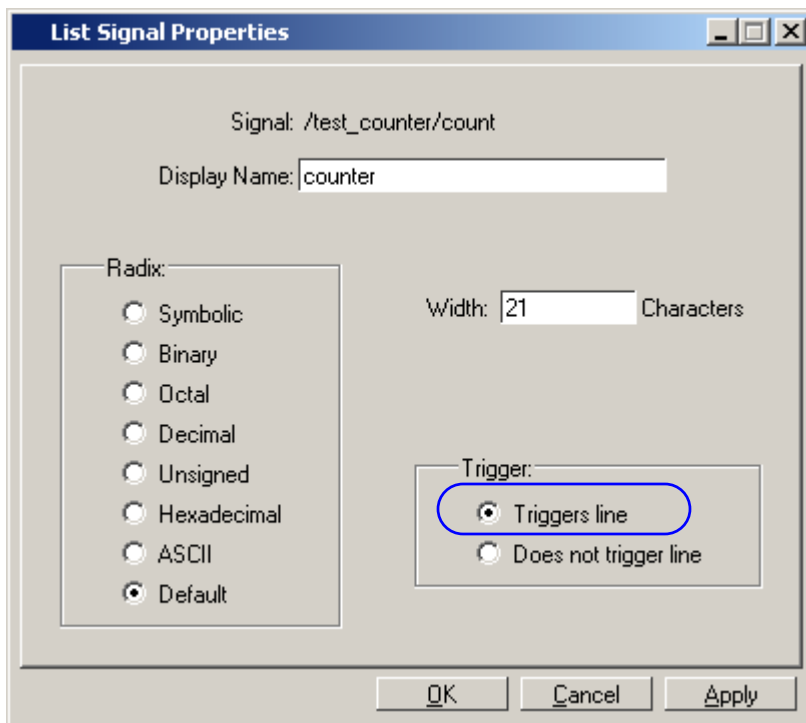 List Signal Properties
Signal: /test_counter/count
Display Name: counter
Radix:
Symbolic
Binary
Octal
Decimal
Unsigned
Hexadecimal
ASCII
Default
Width: 21 Characters
Trigger:
Triggers line
Does not trigger line
OK Cancel Apply